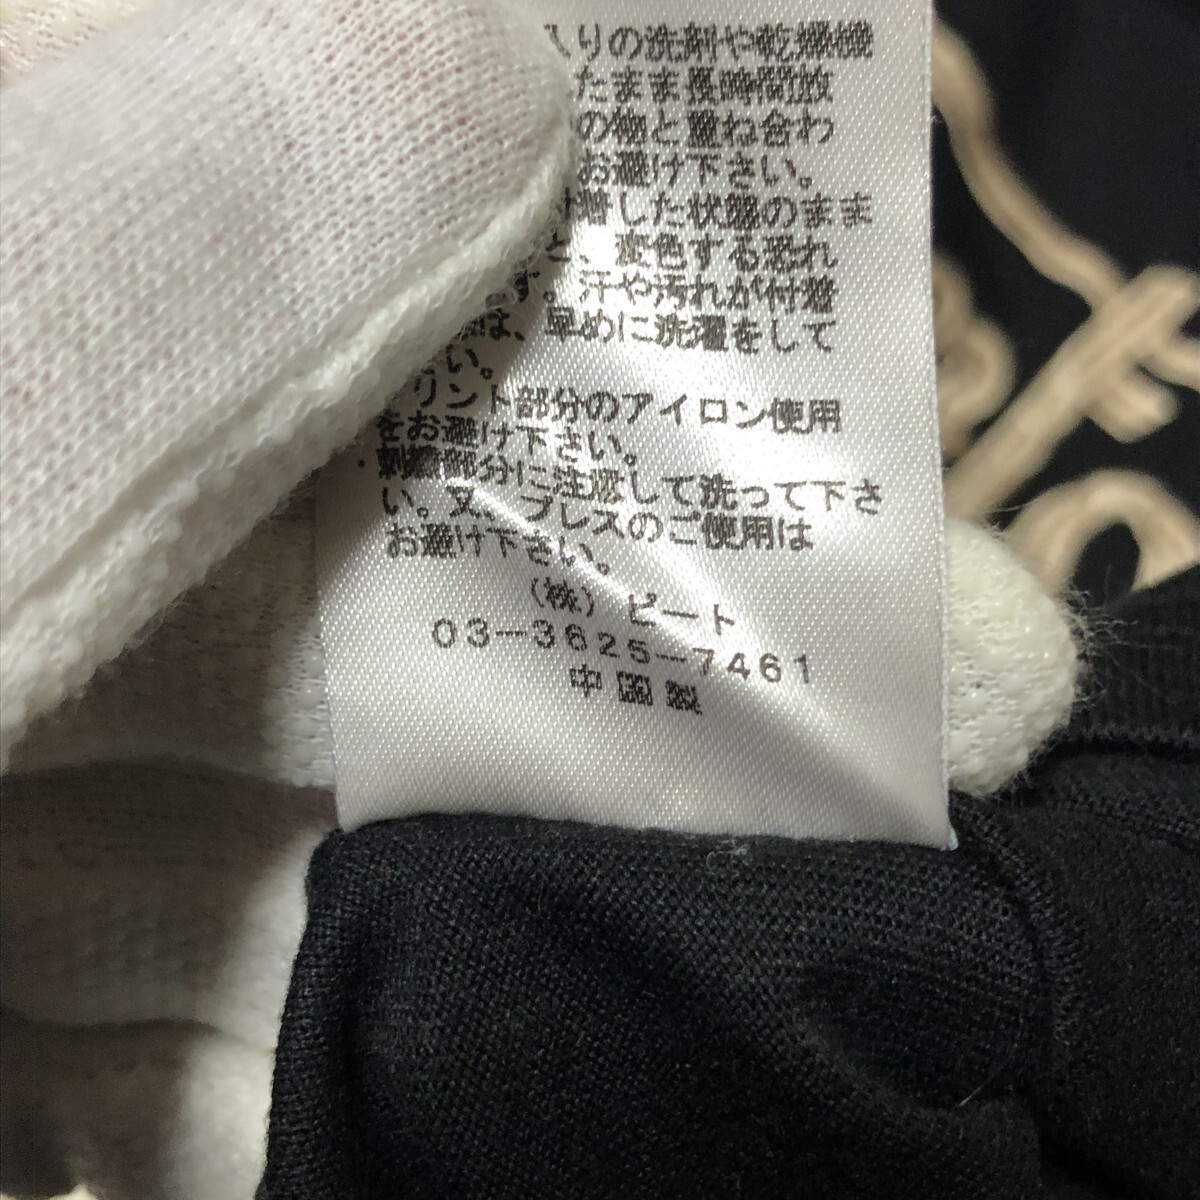 入りの洗剤や乾燥機
たまま長時間放
の物と重ね合わ
お避け下さい。
着した状態のまま
と、変色する恐れ
す。汗や汚れが付着
は、早めに洗濯をして
い。
リント部分のアイロン使用
をお避け下さい。
・刺繍部分に注意して洗って下さ
い。又、プレスのご使用は
お避け下さい。
(株) ビート
03-3625-7461
中国製